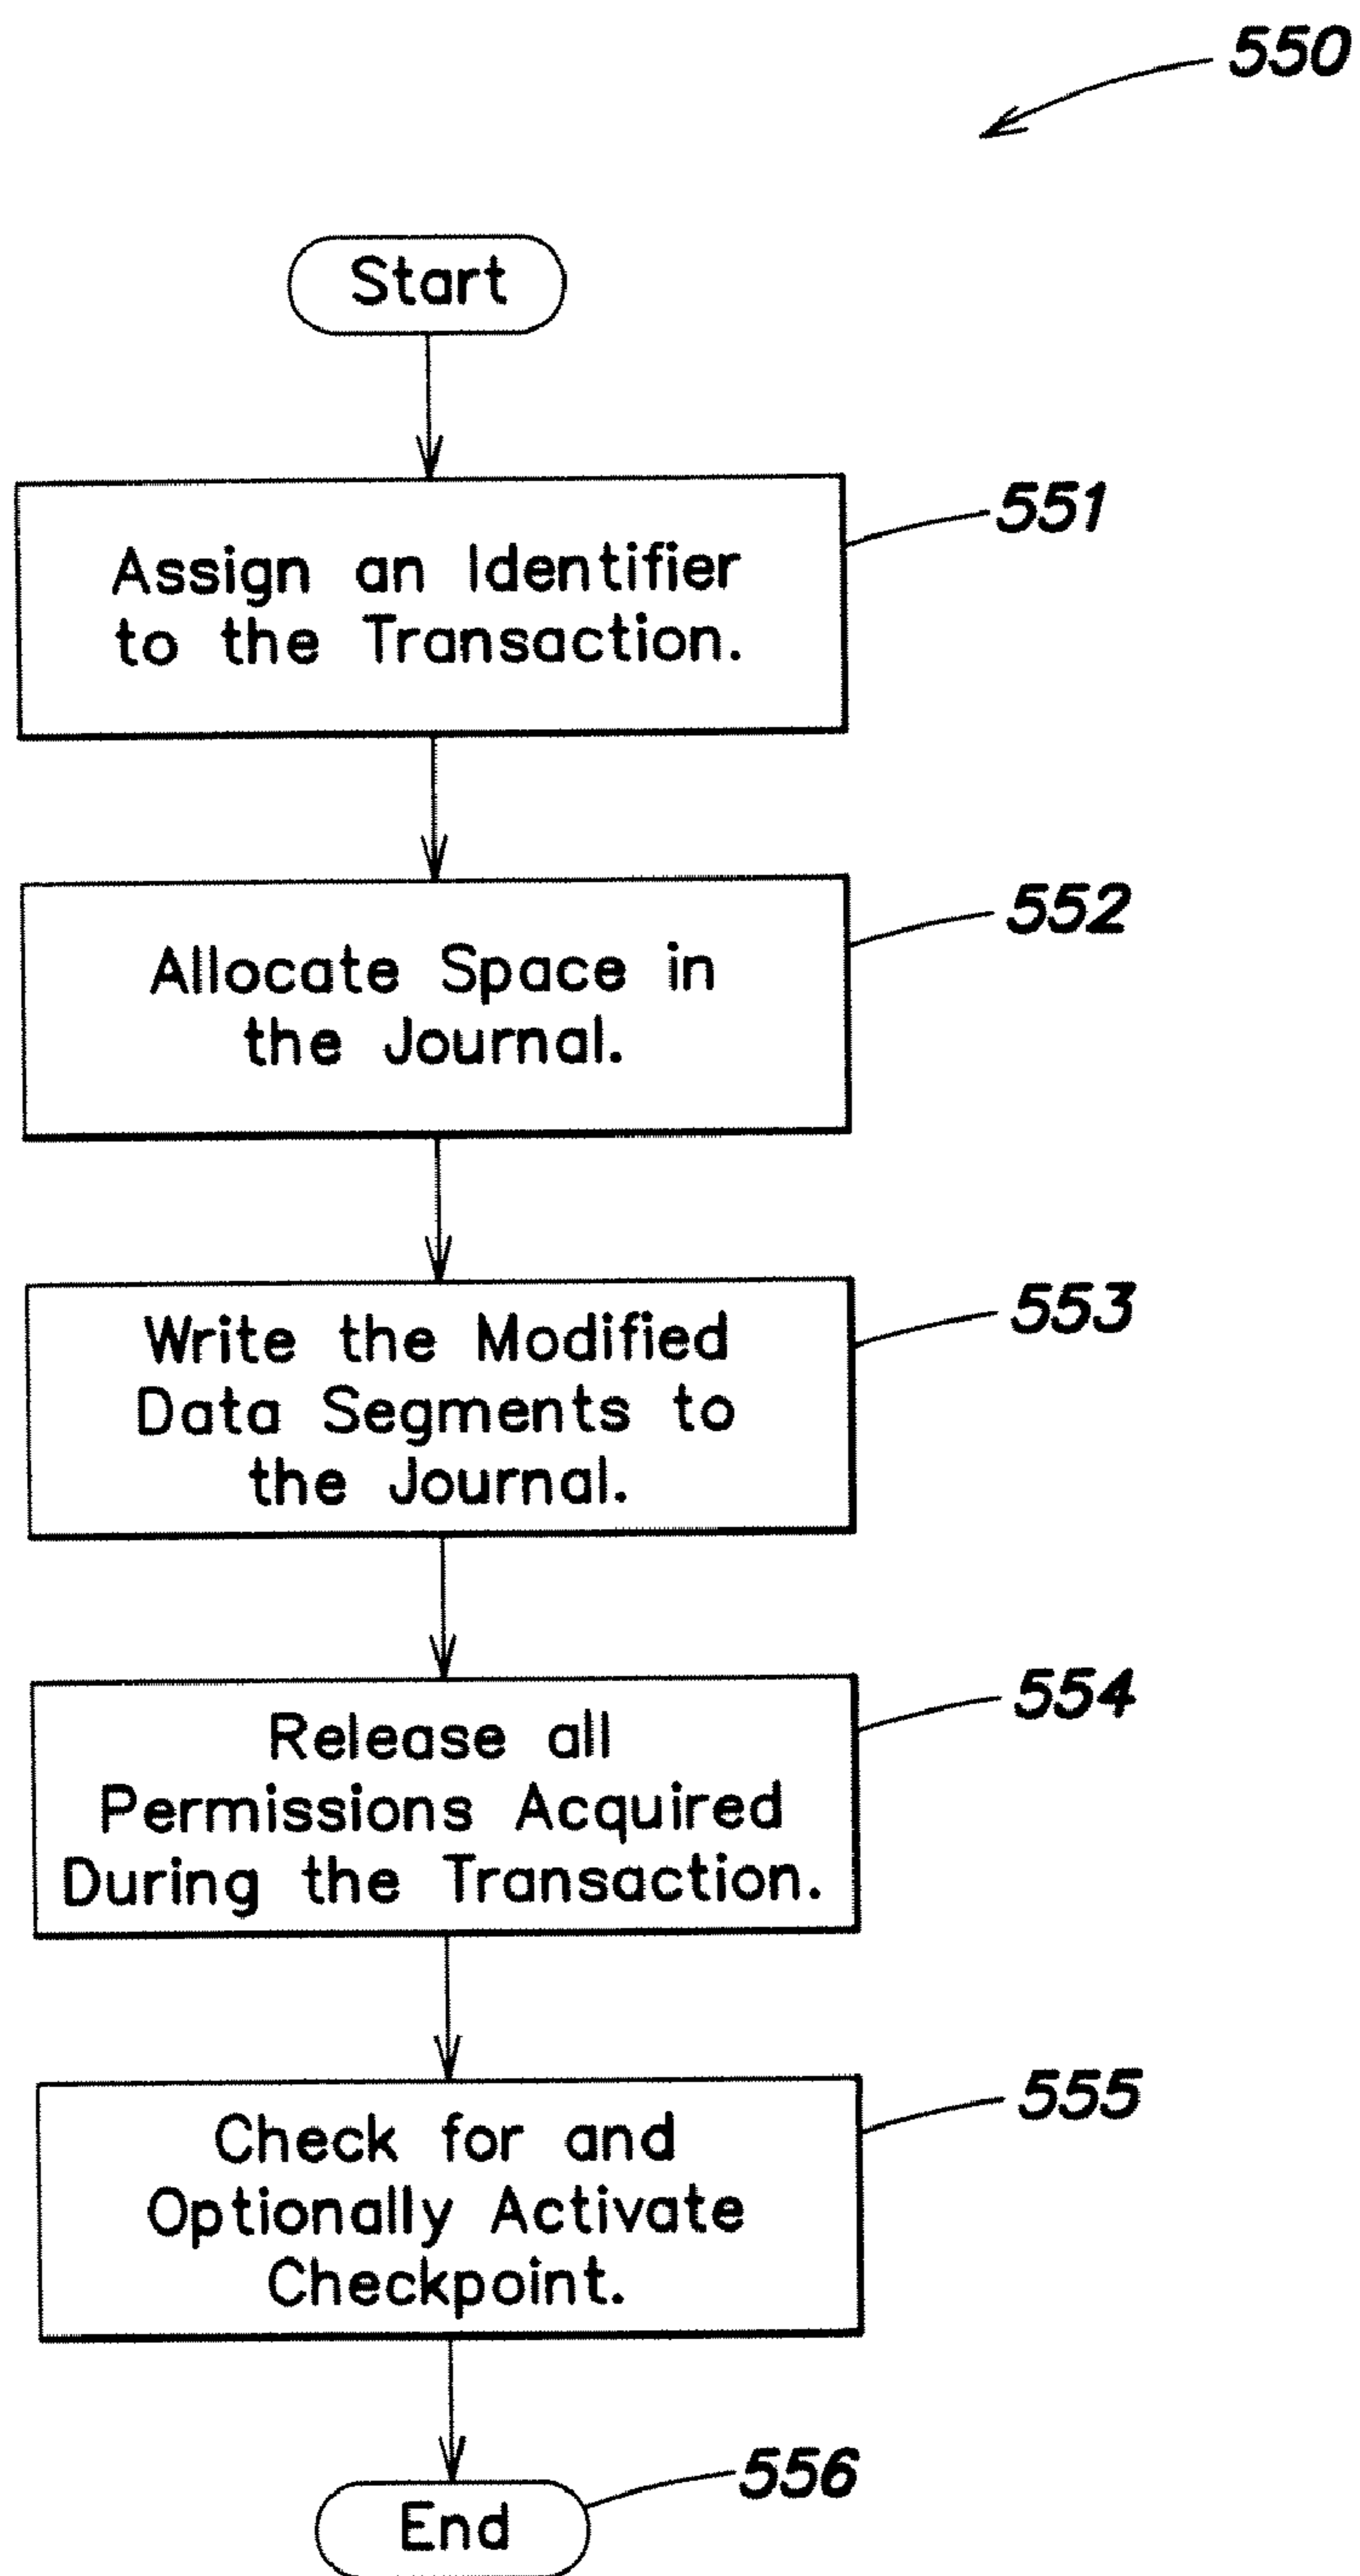 550
Start
551
Assign an Identifier
to the Transaction.
552
Allocate Space in
the Journal.
553
Write the Modified
Data Segments to
the Journal.
554
Release all
Permissions Acquired
During the Transaction.
555
Check for and
Optionally Activate
Checkpoint.
556
End